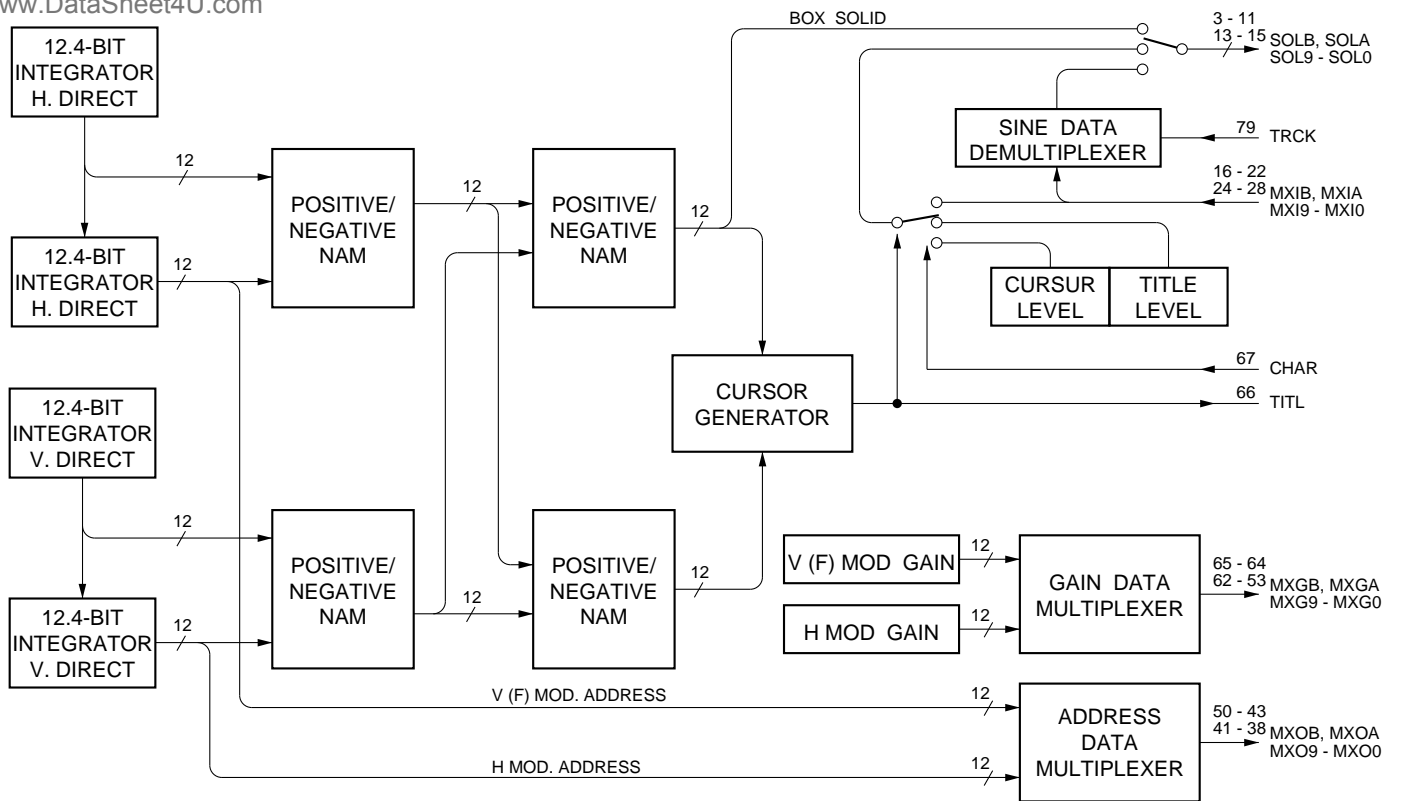 ww.DataSheet4U.com
12.4-BIT
INTEGRATOR
H. DIRECT
12
12.4-BIT
INTEGRATOR
H. DIRECT
12
POSITIVE/
NEGATIVE
NAM
12
POSITIVE/
NEGATIVE
NAM
12
BOX SOLID
3 - 11
13 - 15
SOLB, SOLA
SOL9 - SOL0
SINE DATA
DEMULTIPLEXER
79
TRCK
16 - 22
24 - 28
MXIB, MXIA
MXI9 - MXI0
CURSUR
LEVEL
TITLE
LEVEL
67
CHAR
66
TITL
CURSOR
GENERATOR
12.4-BIT
INTEGRATOR
V. DIRECT
12
12.4-BIT
INTEGRATOR
V. DIRECT
12
POSITIVE/
NEGATIVE
NAM
12
POSITIVE/
NEGATIVE
NAM
12
V (F) MOD GAIN
12
H MOD GAIN
12
GAIN DATA
MULTIPLEXER
65 - 64
62 - 53
MXGB, MXGA
MXG9 - MXG0
V (F) MOD. ADDRESS
12
H MOD. ADDRESS
12
ADDRESS
DATA
MULTIPLEXER
50 - 43
41 - 38
MXOB, MXOA
MXO9 - MXO0